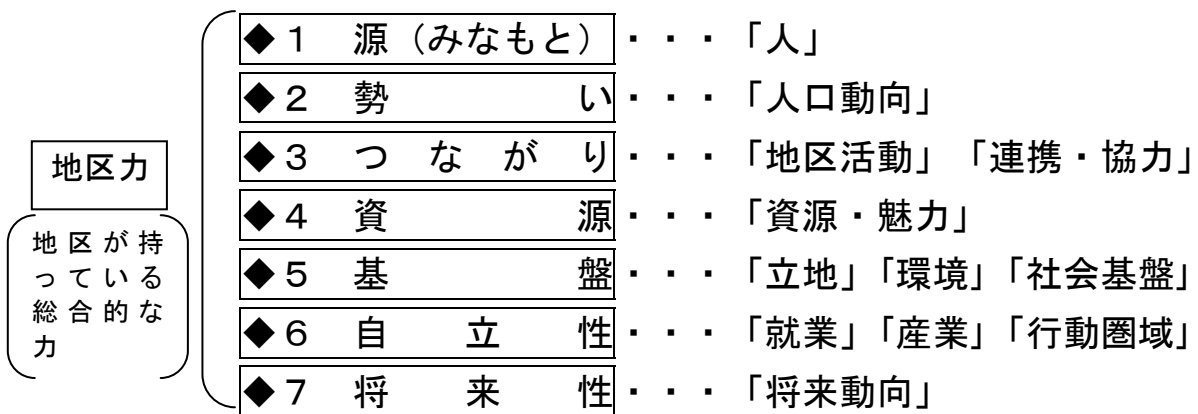 地区力
地区が持
っている
総合的な
力
◆1 源（みなもと）・・・「人」
◆2 勢い・・・「人口動向」
◆3 つながり・・・「地区活動」「連携・協力」
◆4 資源・・・「資源・魅力」
◆5 基盤・・・「立地」「環境」「社会基盤」
◆6 自立性・・・「就業」「産業」「行動圏域」
◆7 将来性・・・「将来動向」